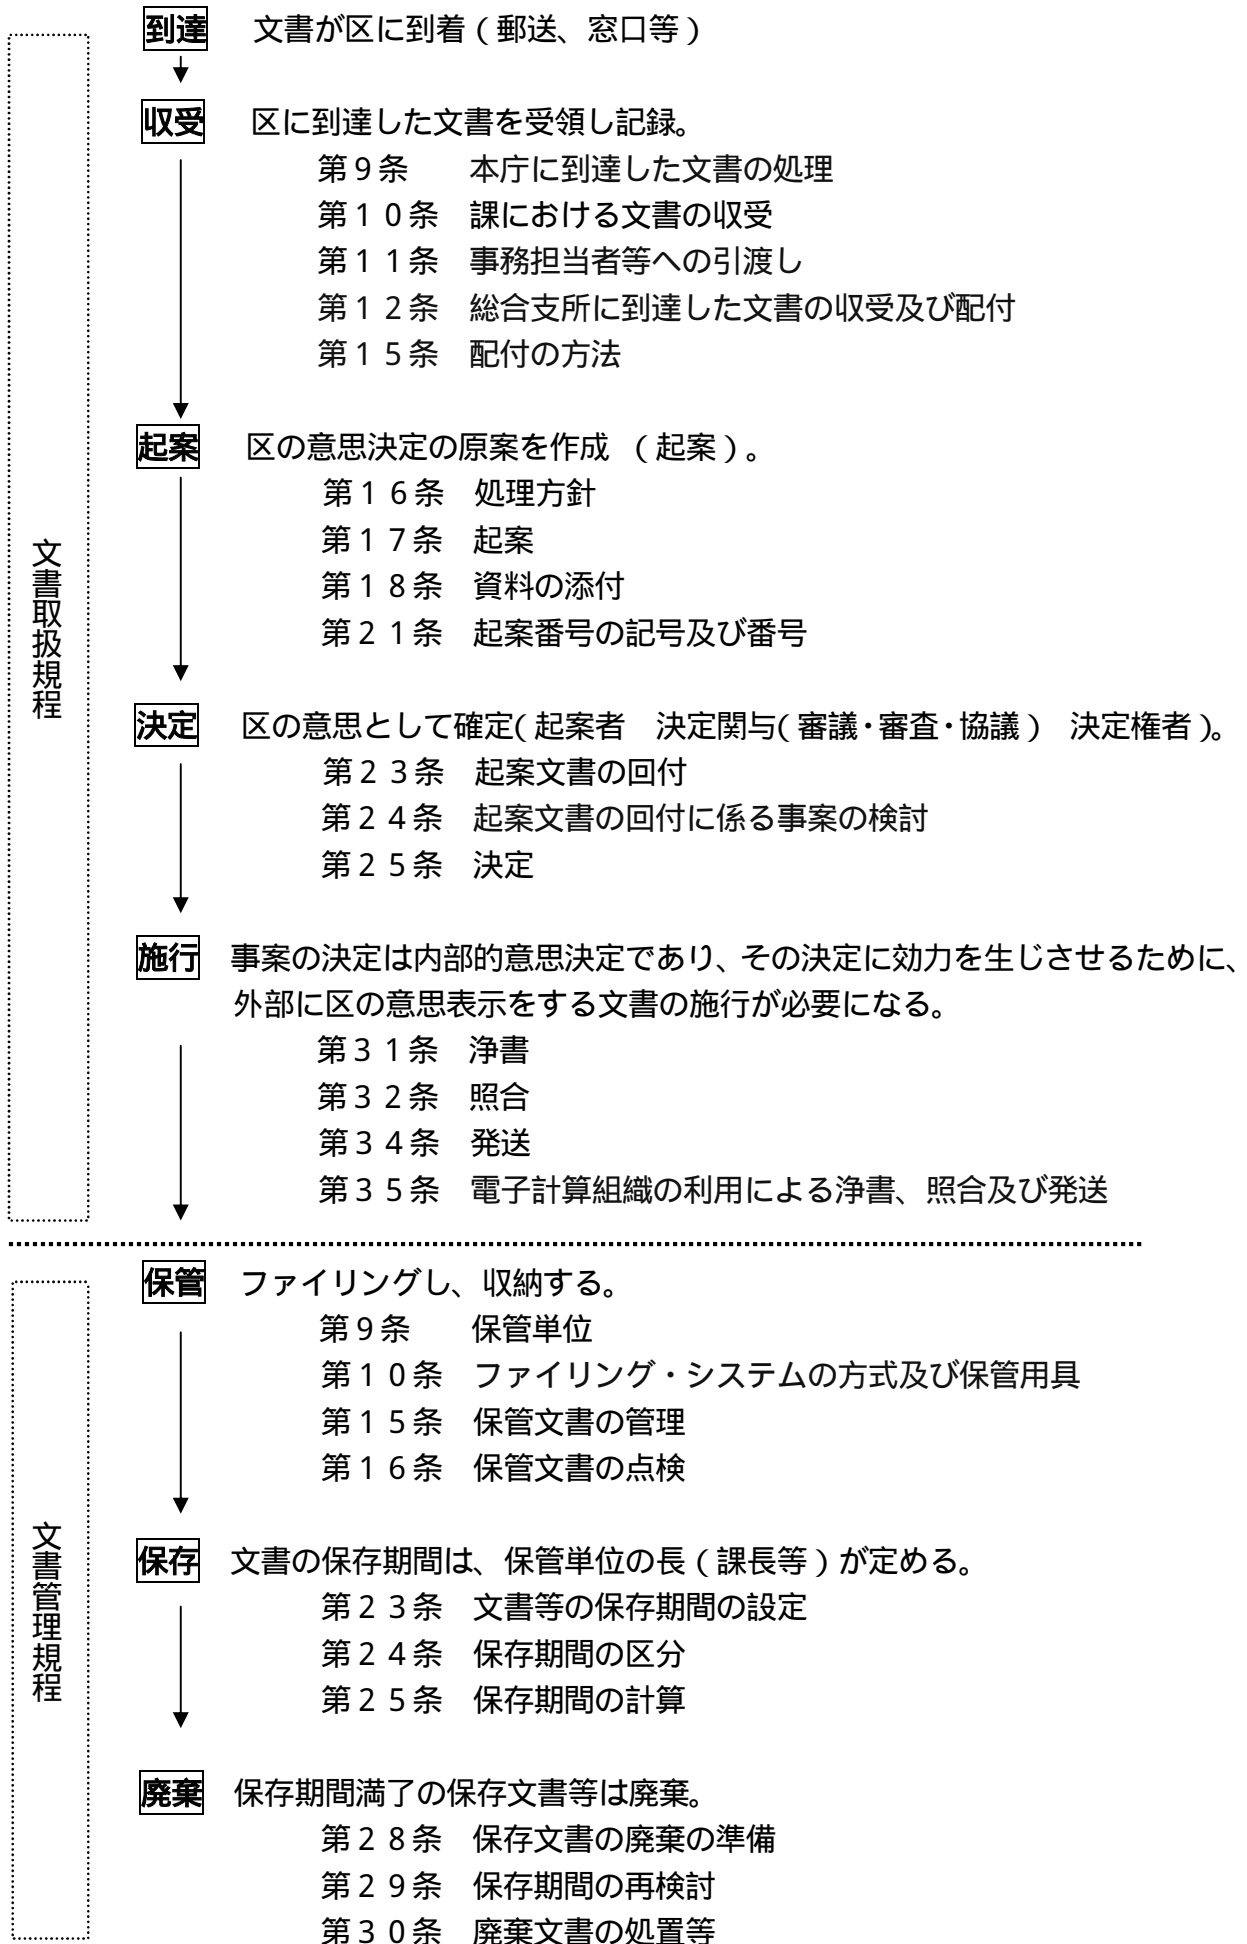 到達 文書が区に到着(郵送、窓口等)
収受 区に到達した文書を受領し記録。
第9条 本庁に到達した文書の処理
第10条 課における文書の収受
第11条 事務担当者等への引渡し
第12条 総合支所に到達した文書の収受及び配付
第15条 配付の方法
起案 区の意思決定の原案を作成 (起案)。
第16条 処理方針
第17条 起案
第18条 資料の添付
第21条 起案番号の記号及び番号
文書取扱規程
決定 区の意思として確定(起案者 決定関与(審議・審査・協議) 決定権者)。
第23条 起案文書の回付
第24条 起案文書の回付に係る事案の検討
第25条 決定
施行 事案の決定は内部的意思決定であり、その決定に効力を生じさせるために、
外部に区の意思表示をする文書の施行が必要になる。
第31条 浄書
第32条 照合
第34条 発送
第35条 電子計算組織の利用による浄書、照合及び発送
保管 ファイリングし、収納する。
第9条 保管単位
第10条 ファイリング・システムの方式及び保管用具
第15条 保管文書の管理
第16条 保管文書の点検
文書管理規程
保存 文書の保存期間は、保管単位の長(課長等)が定める。
第23条 文書等の保存期間の設定
第24条 保存期間の区分
第25条 保存期間の計算
廃棄 保存期間満了の保存文書等は廃棄。
第28条 保存文書の廃棄の準備
第29条 保存期間の再検討
第30条 廃棄文書の処置等